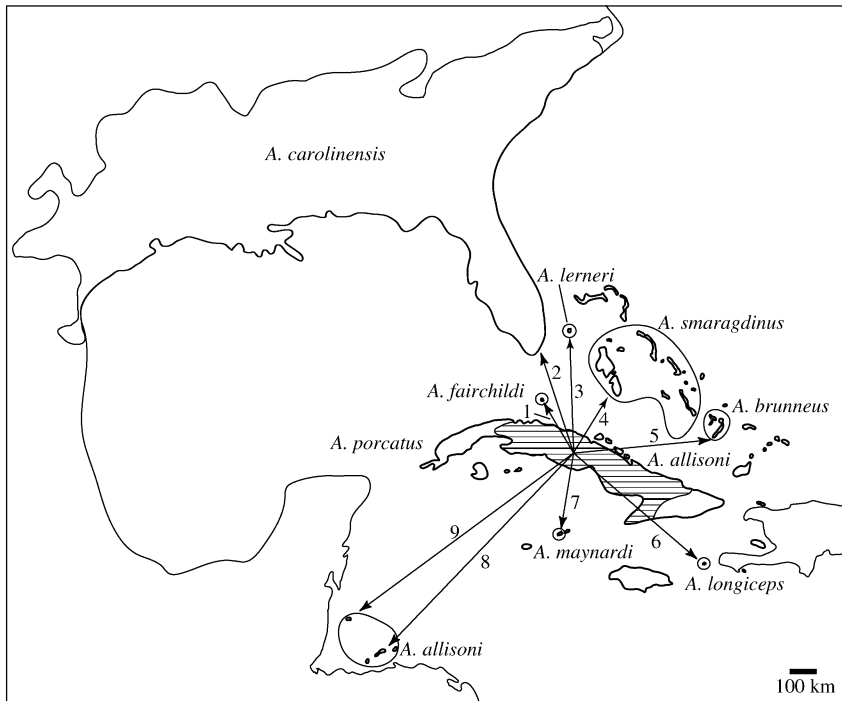 A. carolinensis
A. lerneri
A. smaragdinus
2
3
A. fairchildi
1
4
A. brunneus
A. porcatus
5
A. allisoni
7
9
6
8
A. maynardi
A. longiceps
A. allisoni
100 km